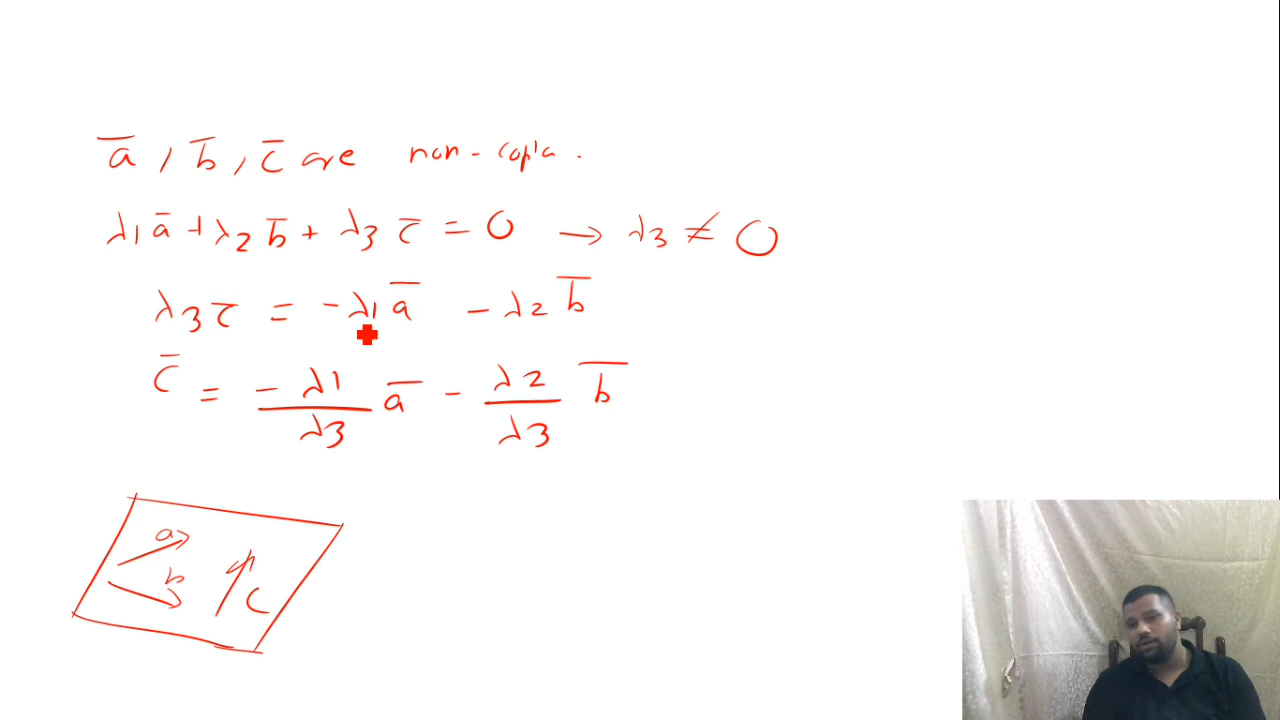 a̅ , b̅ , c̅ are non - copla .
λ1 a̅ + λ2 b̅ + λ3 c̅ = 0 → λ3 ≠ 0
λ3 c̅ = - λ1 a̅ - λ2 b̅
c̅ = - λ1/λ3 a̅ - λ2/λ3 b̅
a
b
c